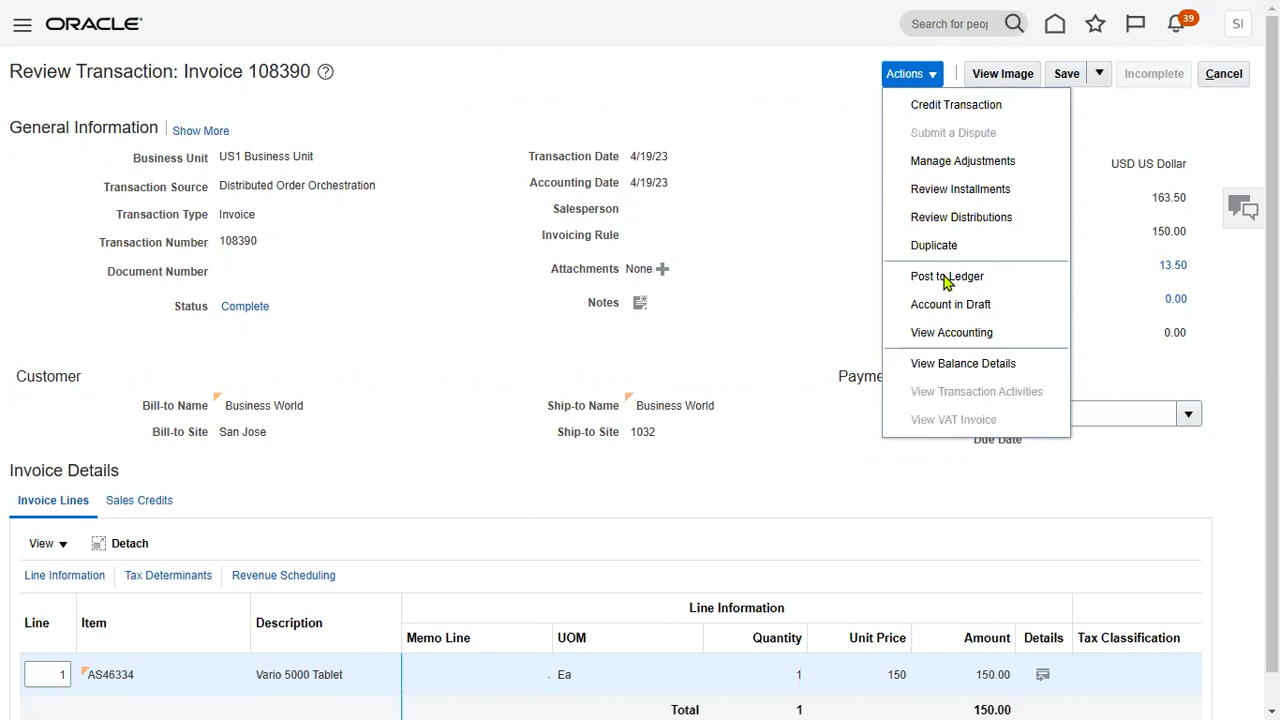 ORACLE
Search for peop
39
SI
Review Transaction: Invoice 108390
Actions
View Image
Save
Incomplete
Cancel
General Information
Show More
Business Unit US1 Business Unit
Transaction Source Distributed Order Orchestration
Transaction Type Invoice
Transaction Number 108390
Document Number
Status Complete
Transaction Date 4/19/23
Accounting Date 4/19/23
Salesperson
Invoicing Rule
Attachments None
Notes
Credit Transaction
Submit a Dispute
Manage Adjustments
Review Installments
Review Distributions
Duplicate
Post to Ledger
Account in Draft
View Accounting
View Balance Details
View Transaction Activities
View VAT Invoice
USD US Dollar
163.50
150.00
13.50
0.00
0.00
Customer
Bill-to Name Business World
Bill-to Site San Jose
Ship-to Name Business World
Ship-to Site 1032
Due Date
Invoice Details
Invoice Lines
Sales Credits
View
Detach
Line Information
Tax Determinants
Revenue Scheduling
Line Information
Line Item Description
Memo Line UOM Quantity Unit Price Amount Details Tax Classification
1 AS46334 Vario 5000 Tablet Ea 1 150 150.00
Total 1 150.00